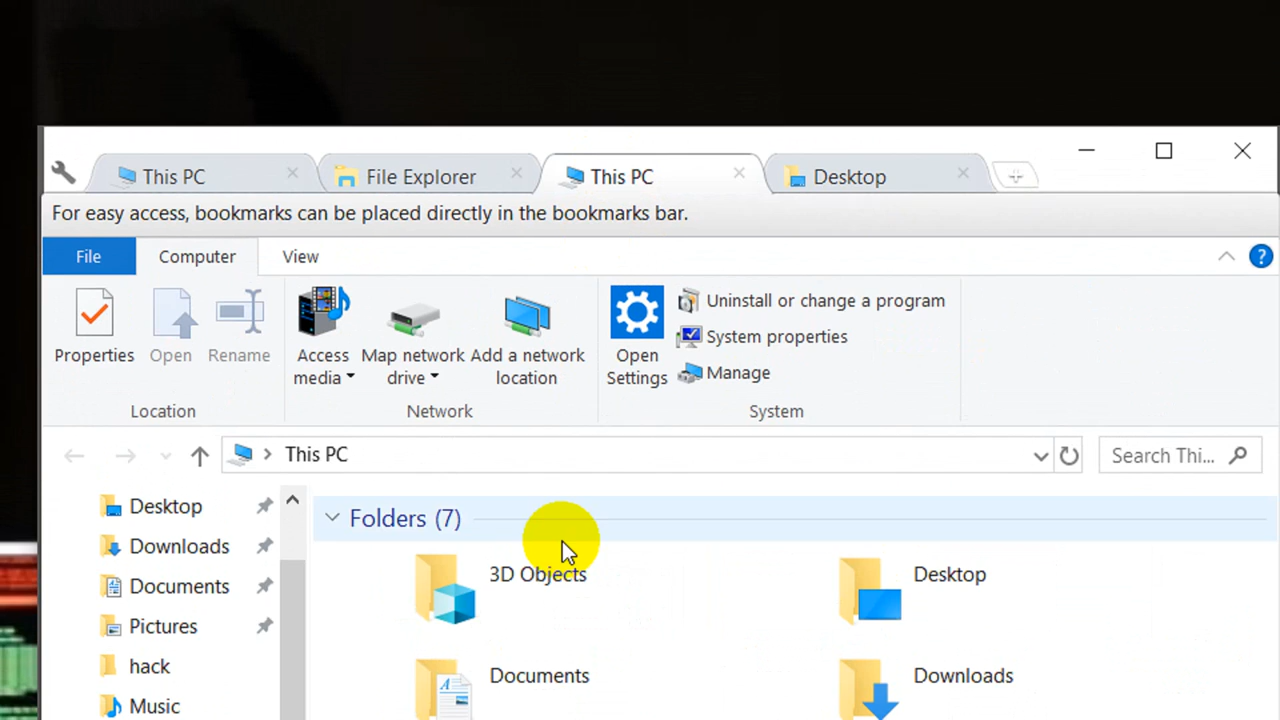 This PC
File Explorer
This PC
Desktop
For easy access, bookmarks can be placed directly in the bookmarks bar.
File
Computer
View
?
Properties
Open
Rename
Access media
Map network drive
Add a network location
Open Settings
Uninstall or change a program
System properties
Manage
Location
Network
System
This PC
Search Thi...
Desktop
Downloads
Documents
Pictures
hack
Music
Folders (7)
3D Objects
Desktop
Documents
Downloads